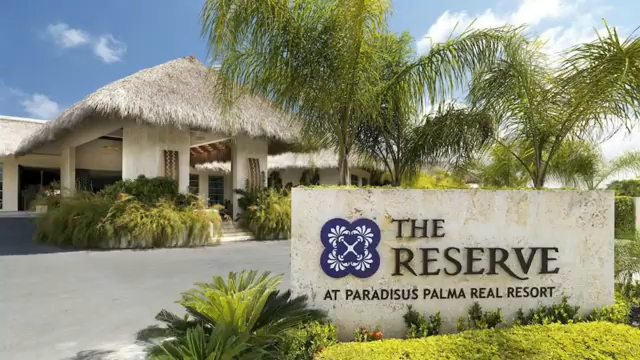 THE
RESERVE
AT PARADISUS PALMA REAL RESORT